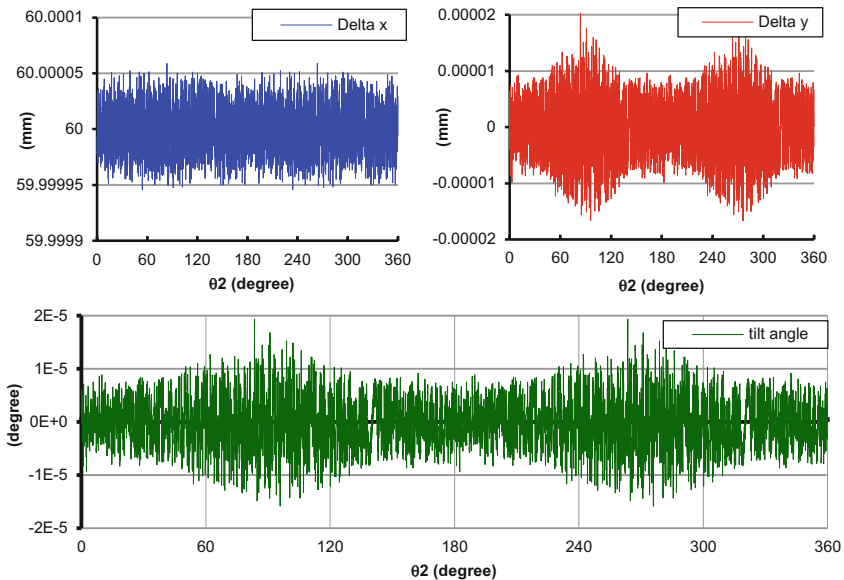 60.0001
60.00005
60
59.99995
59.9999
(mm)
Delta x
0 60 120 180 240 300 360
θ2 (degree)
0.00002
0.00001
0
-0.00001
-0.00002
(mm)
Delta y
0 60 120 180 240 300 360
θ2 (degree)
2E-5
1E-5
0E+0
-1E-5
-2E-5
(degree)
tilt angle
0 60 120 180 240 300 360
θ2 (degree)